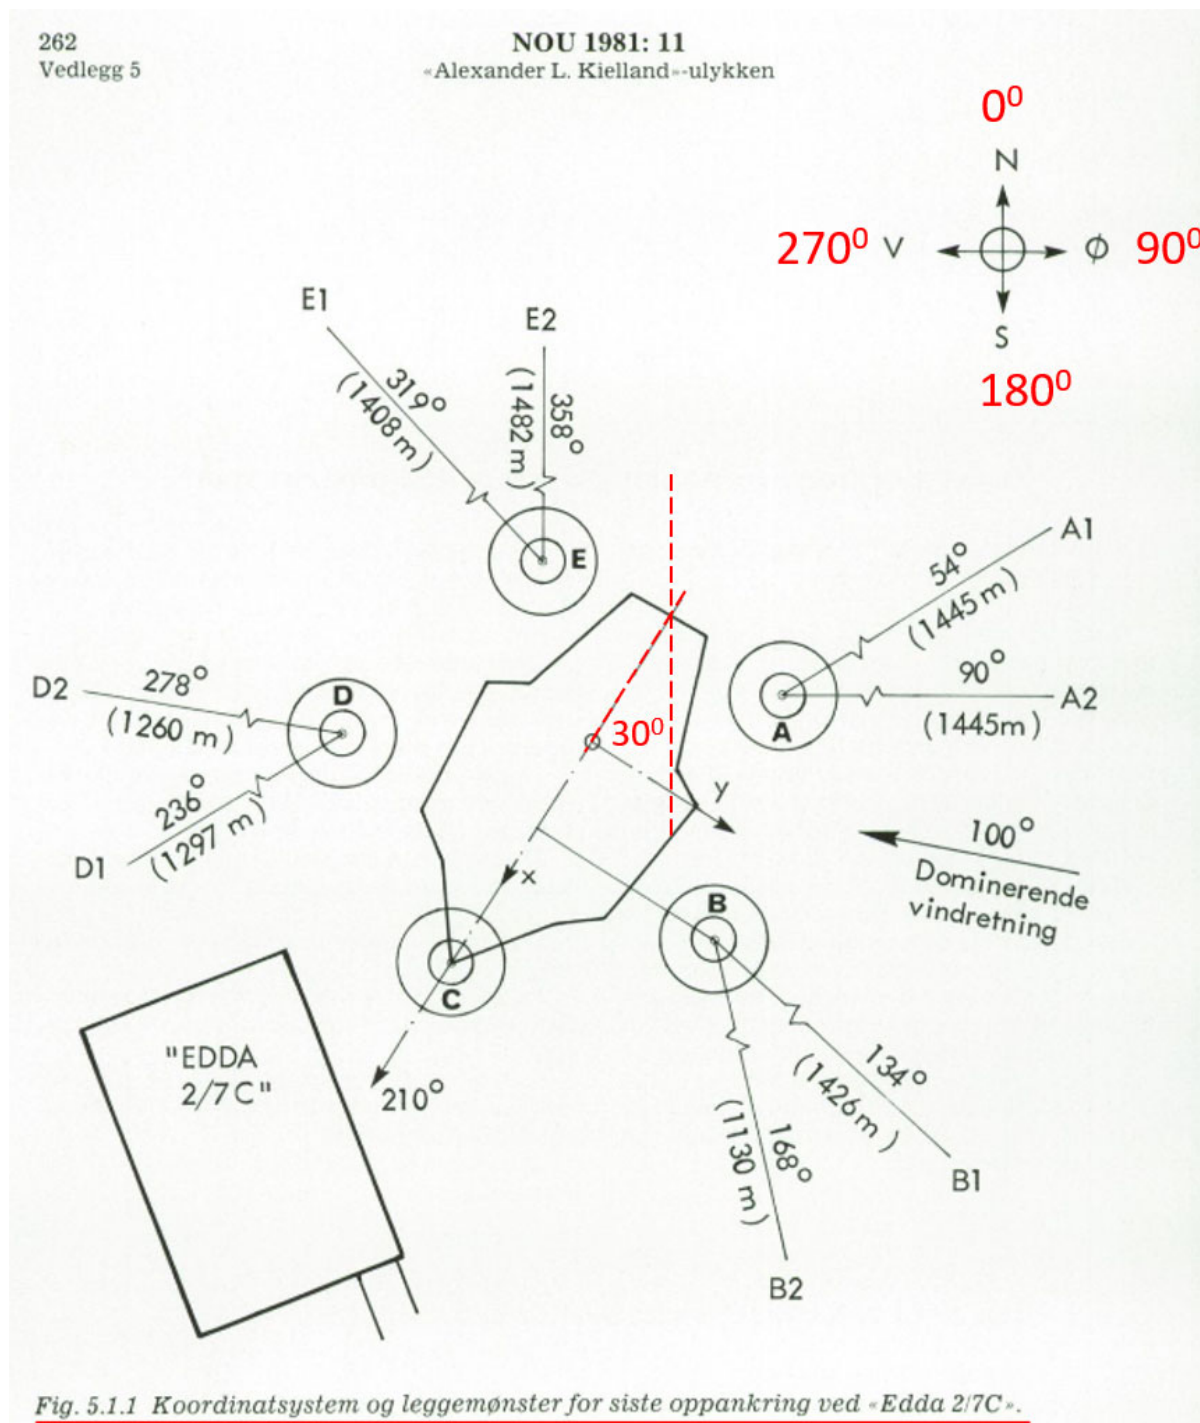 262
Vedlegg 5
NOU 1981: 11
«Alexander L. Kielland»-ulykken
0⁰
N
270⁰ V
Ø 90⁰
S
180⁰
E1
E2
319°
(1408 m)
358°
(1482 m)
E
A1
54°
(1445 m)
90°
A2
(1445m)
A
D2
278°
(1260 m)
D
236°
(1297 m)
D1
30⁰
y
x
100°
Dominerende
vindretning
B
C
210°
"EDDA
2/7C"
134°
(1426m)
B1
168°
(1130 m)
B2
Fig. 5.1.1 Koordinatsystem og leggemønster for siste oppankring ved «Edda 2/7C».